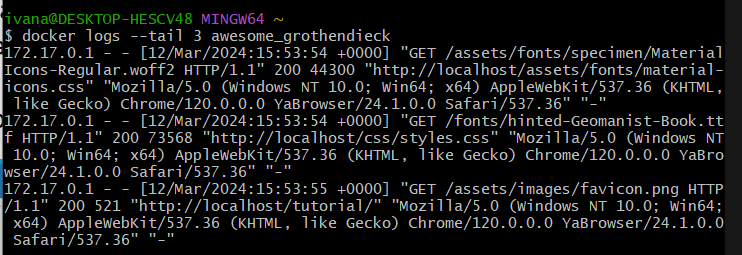 ivana@DESKTOP-HESCV48 MINGW64 ~
$ docker logs --tail 3 awesome_grothendieck
172.17.0.1 - - [12/Mar/2024:15:53:54 +0000] "GET /assets/fonts/specimen/Material
Icons-Regular.woff2 HTTP/1.1" 200 44300 "http://localhost/assets/fonts/material-
icons.css" "Mozilla/5.0 (Windows NT 10.0; Win64; x64) AppleWebKit/537.36 (KHTML,
 like Gecko) Chrome/120.0.0.0 YaBrowser/24.1.0.0 Safari/537.36" "-"
172.17.0.1 - - [12/Mar/2024:15:53:54 +0000] "GET /fonts/hinted-Geomanist-Book.tt
f HTTP/1.1" 200 73568 "http://localhost/css/styles.css" "Mozilla/5.0 (Windows NT
 10.0; Win64; x64) AppleWebKit/537.36 (KHTML, like Gecko) Chrome/120.0.0.0 YaBro
wser/24.1.0.0 Safari/537.36" "-"
172.17.0.1 - - [12/Mar/2024:15:53:55 +0000] "GET /assets/images/favicon.png HTTP
/1.1" 200 521 "http://localhost/tutorial/" "Mozilla/5.0 (Windows NT 10.0; Win64;
 x64) AppleWebKit/537.36 (KHTML, like Gecko) Chrome/120.0.0.0 YaBrowser/24.1.0.0
 Safari/537.36" "-"